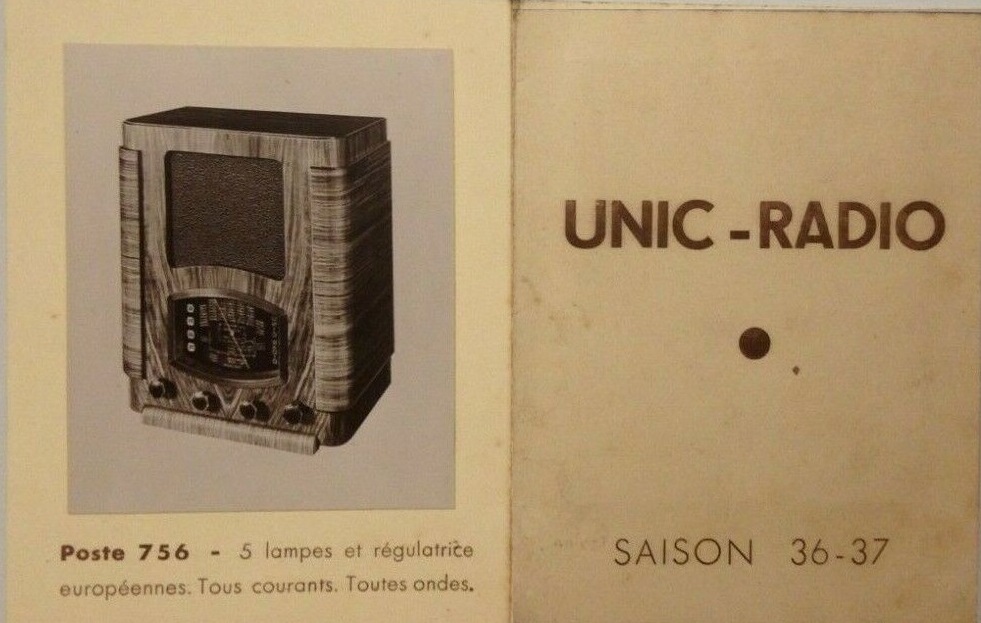 Poste 756 - 5 lampes et régulatrice
européennes. Tous courants. Toutes ondes.
UNIC-RADIO
SAISON 36-37